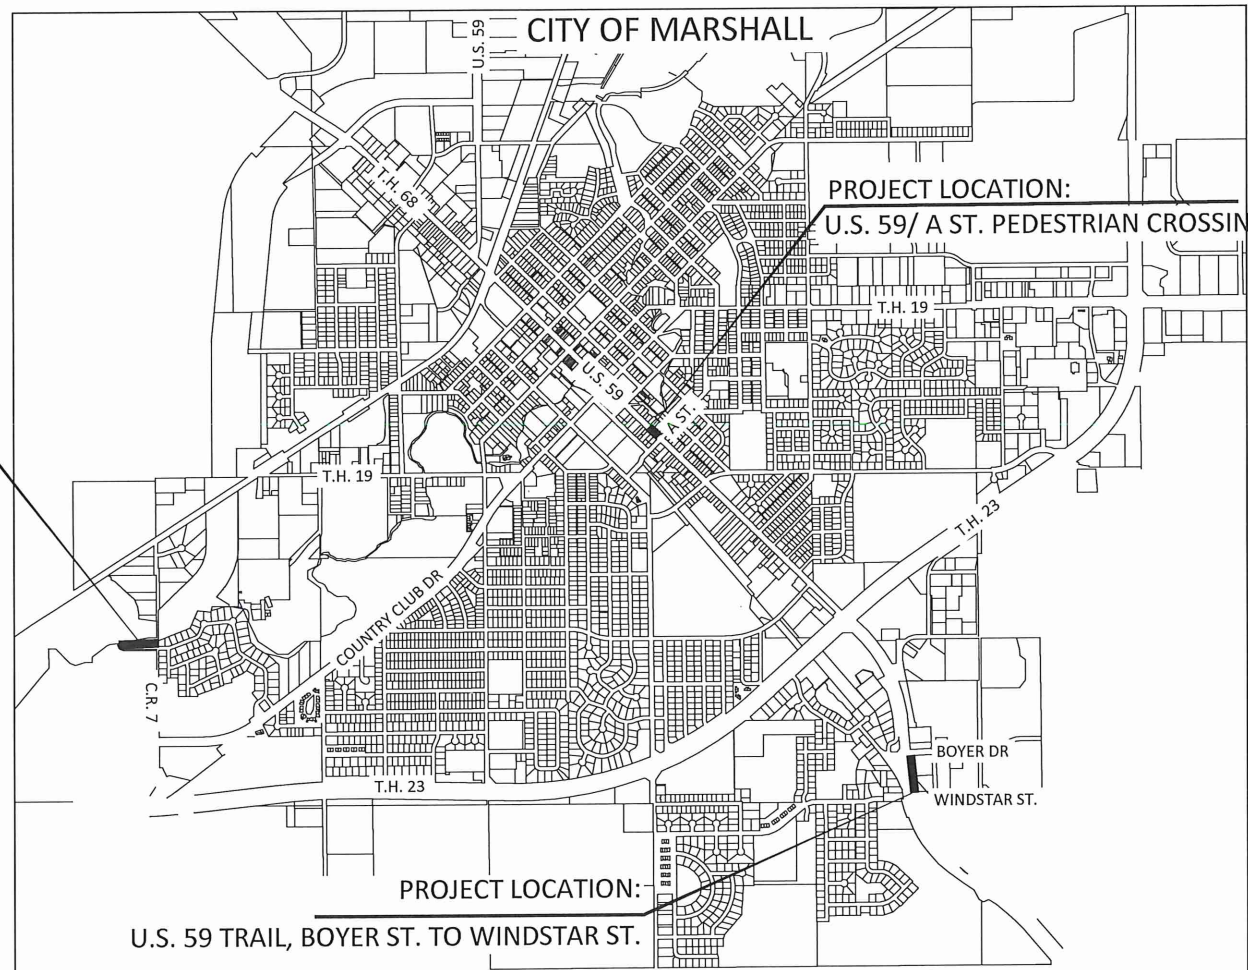 CITY OF MARSHALL
U.S. 59
T.H. 68
PROJECT LOCATION:
U.S. 59/ A ST. PEDESTRIAN CROSSIN
T.H. 19
U.S. 59
A ST.
T.H. 19
T.H. 23
COUNTRY CLUB DR
C.R. 7
BOYER DR
T.H. 23
WINDSTAR ST.
PROJECT LOCATION:
U.S. 59 TRAIL, BOYER ST. TO WINDSTAR ST.